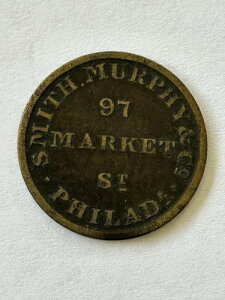 SMITH, MURPHY & Co.
97
MARKET
ST
PHILADA.